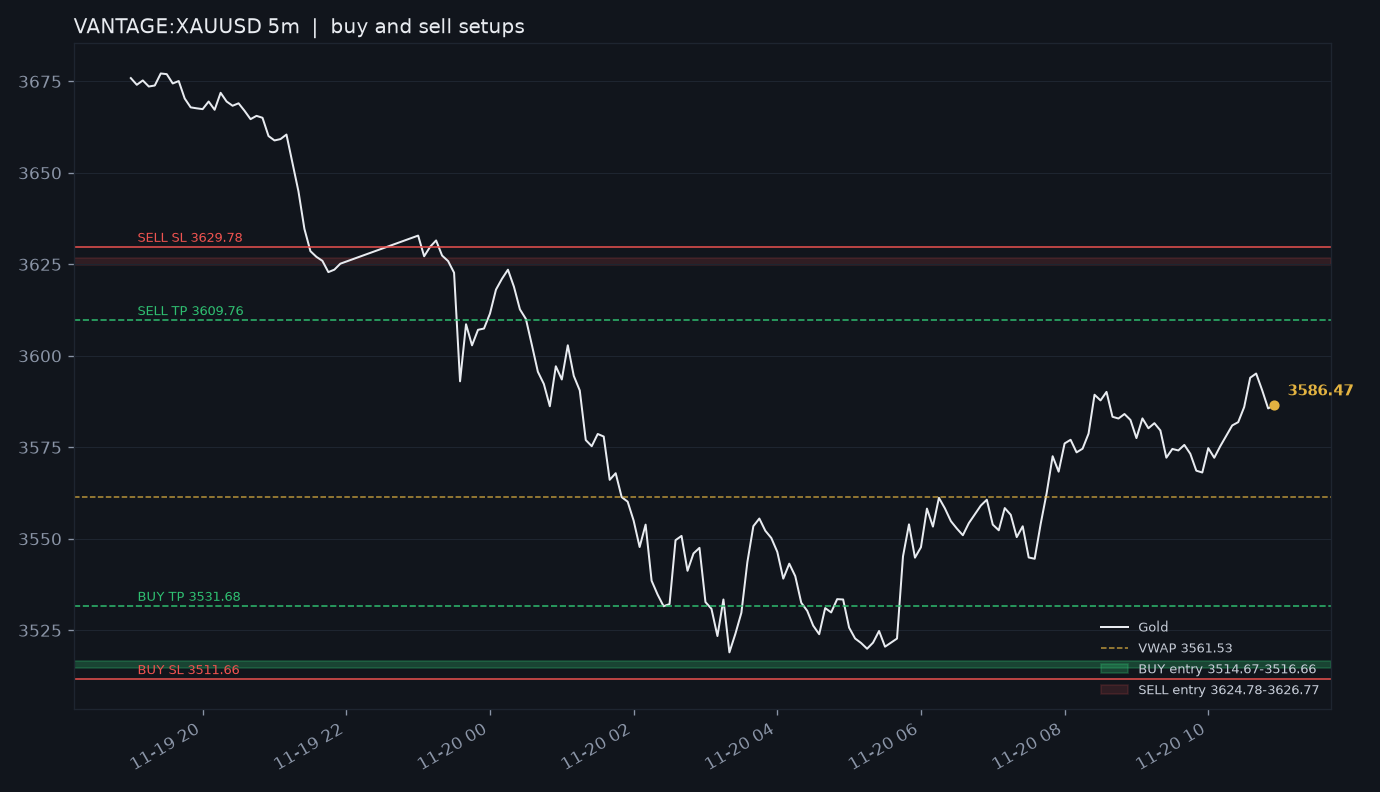 VANTAGE:XAUUSD 5m | buy and sell setups
3675
3650
SELL SL 3629.78
3625
SELL TP 3609.76
3600
3586.47
3575
3550
BUY TP 3531.68
3525
Gold
VWAP 3561.53
BUY SL 3511.66
BUY entry 3514.67-3516.66
SELL entry 3624.78-3626.77
11-19 20
11-19 22
11-20 00
11-20 02
11-20 04
11-20 06
11-20 08
11-20 10